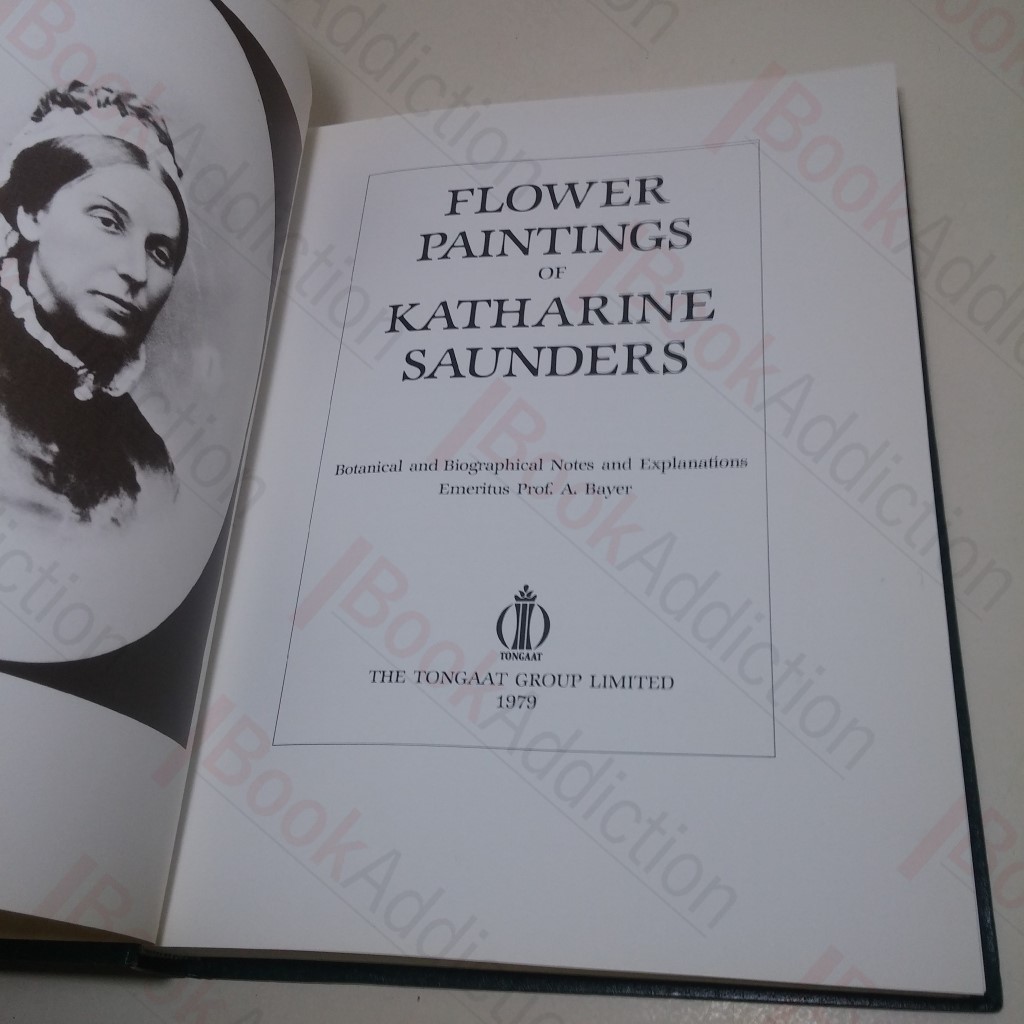 FLOWER
PAINTINGS
OF
KATHARINE
SAUNDERS
Botanical and Biographical Notes and Explanations
Emeritus Prof. A. Bayer
TONGAAT
THE TONGAAT GROUP LIMITED
1979
BookAddiction